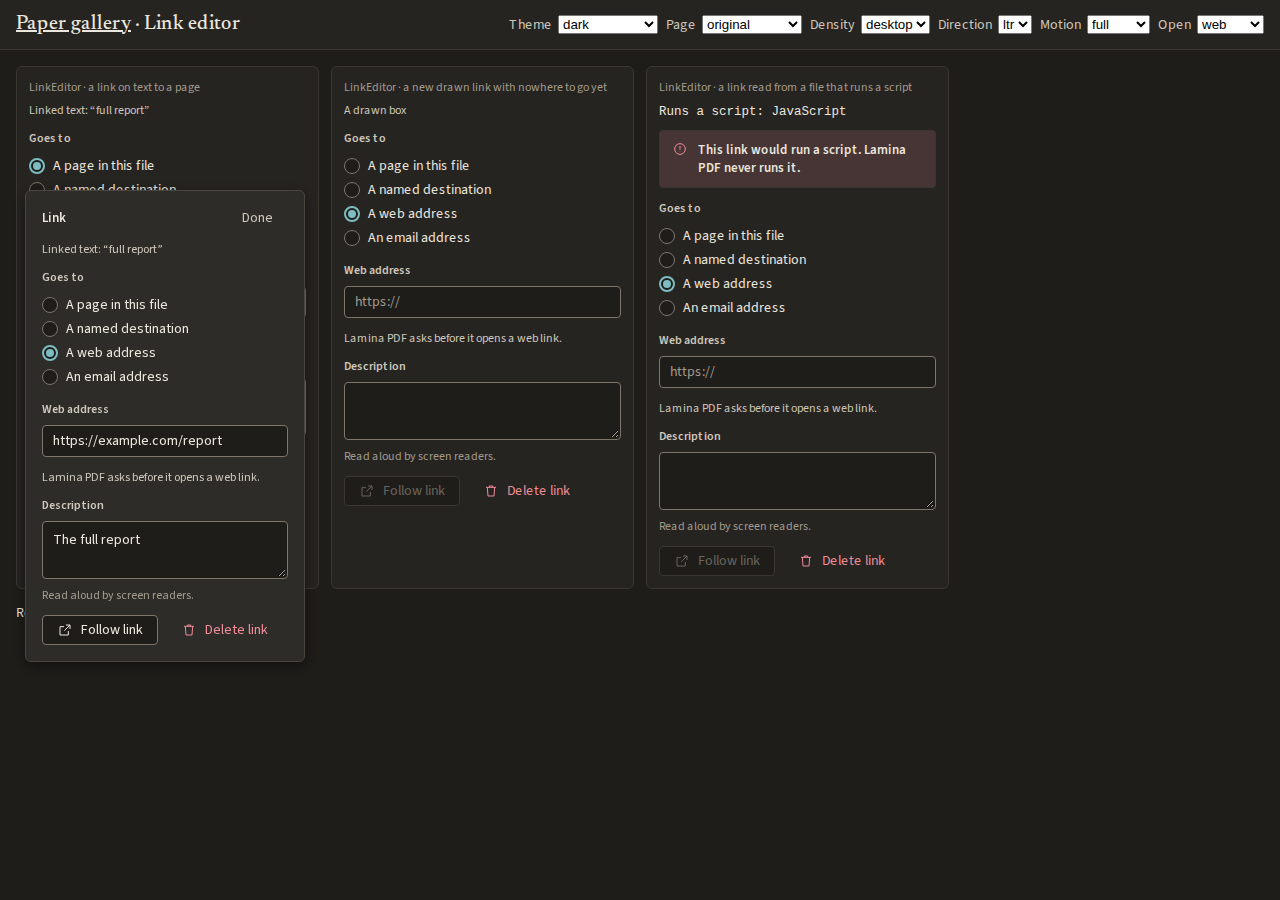 Paper gallery · Link editor
Theme dark Page original Density desktop Direction ltr Motion full Open web
LinkEditor · a link on text to a page
Linked text: “full report”
Goes to
A page in this file
A named destination
Link Done
Linked text: “full report”
Goes to
A page in this file
A named destination
A web address
An email address
Web address
https://example.com/report
Lamina PDF asks before it opens a web link.
Description
The full report
Read aloud by screen readers.
Follow link Delete link
LinkEditor · a new drawn link with nowhere to go yet
A drawn box
Goes to
A page in this file
A named destination
A web address
An email address
Web address
https://
Lamina PDF asks before it opens a web link.
Description
Read aloud by screen readers.
Follow link Delete link
LinkEditor · a link read from a file that runs a script
Runs a script: JavaScript
This link would run a script. Lamina
PDF never runs it.
Goes to
A page in this file
A named destination
A web address
An email address
Web address
https://
Lamina PDF asks before it opens a web link.
Description
Read aloud by screen readers.
Follow link Delete link